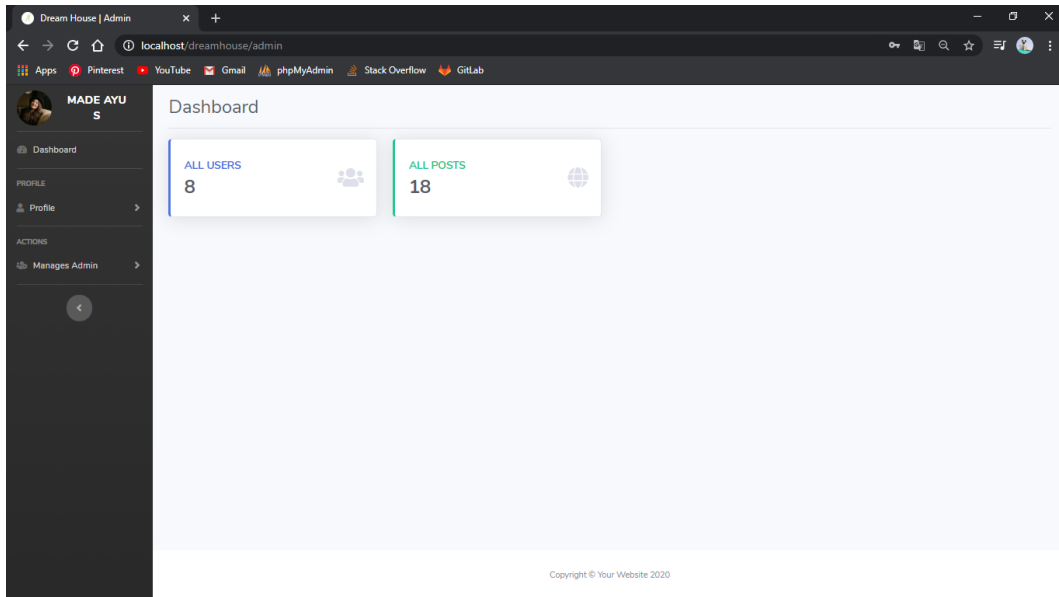 Dream House | Admin
localhost/dreamhouse/admin
Apps Pinterest YouTube Gmail phpMyAdmin Stack Overflow GitLab
MADE AYU
S
Dashboard
PROFILE
Profile
ACTIONS
Manages Admin
Dashboard
ALL USERS
8
ALL POSTS
18
Copyright © Your Website 2020